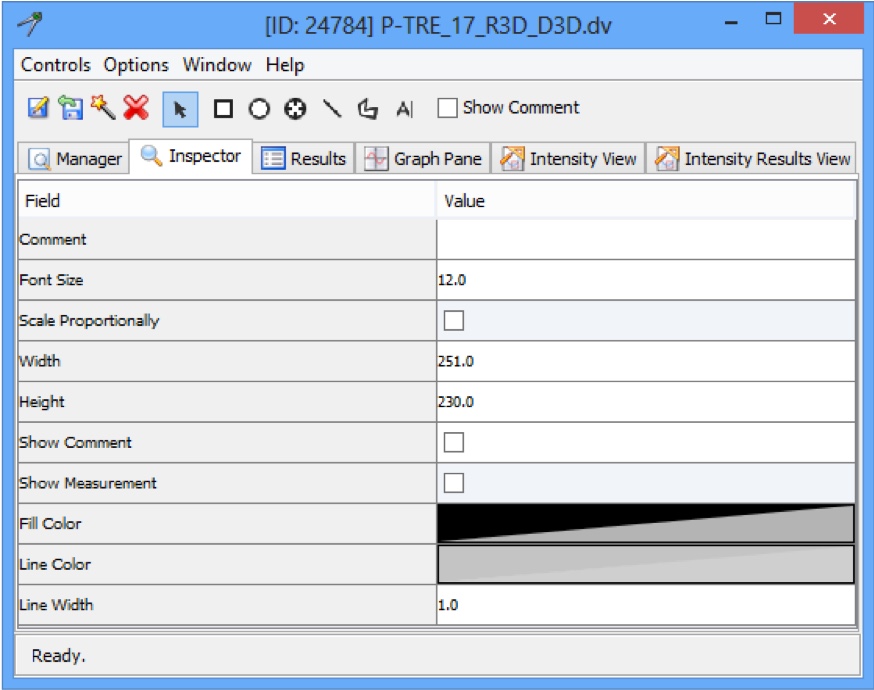 [ID: 24784] P-TRE_17_R3D_D3D.dv
Controls Options Window Help
A Show Comment
Manager Inspector Results Graph Pane Intensity View Intensity Results View
Field Value
Comment
Font Size 12.0
Scale Proportionally
Width 251.0
Height 230.0
Show Comment
Show Measurement
Fill Color
Line Color
Line Width 1.0
Ready.